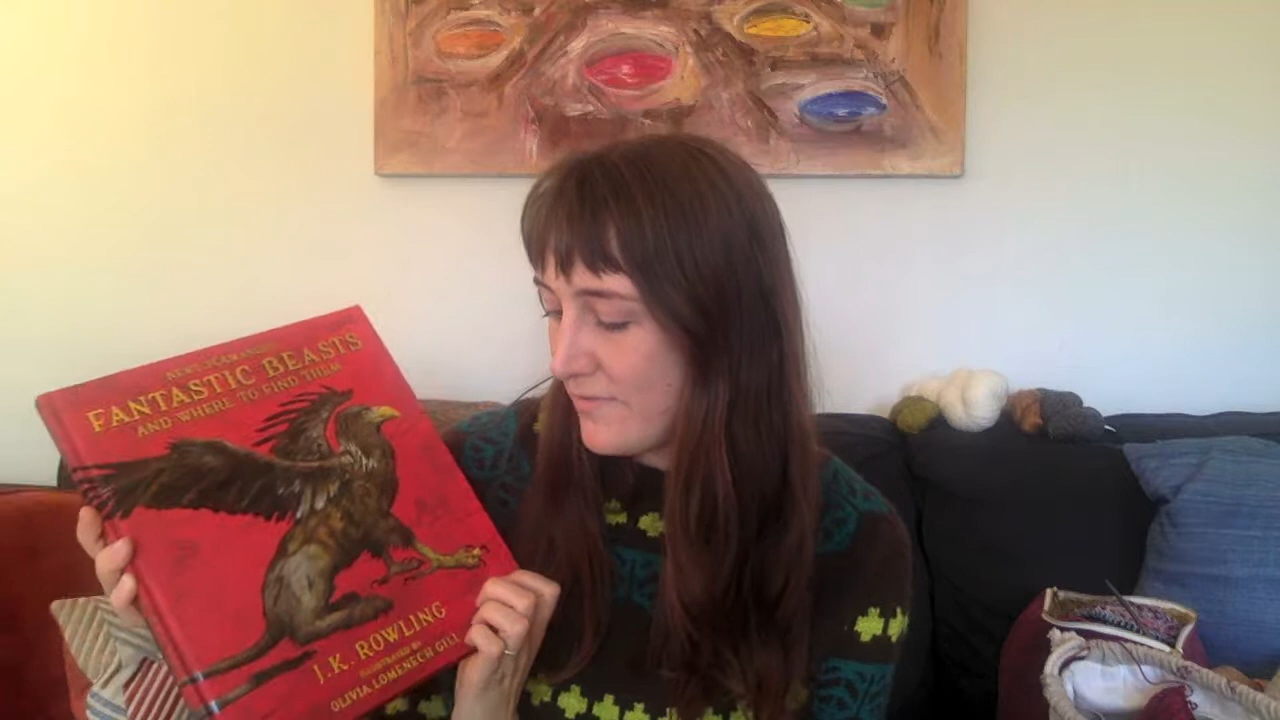 NEWT SCAMANDER
FANTASTIC BEASTS
AND WHERE TO FIND THEM
J.K. ROWLING
ILLUSTRATED BY
OLIVIA LOMENECH GILL